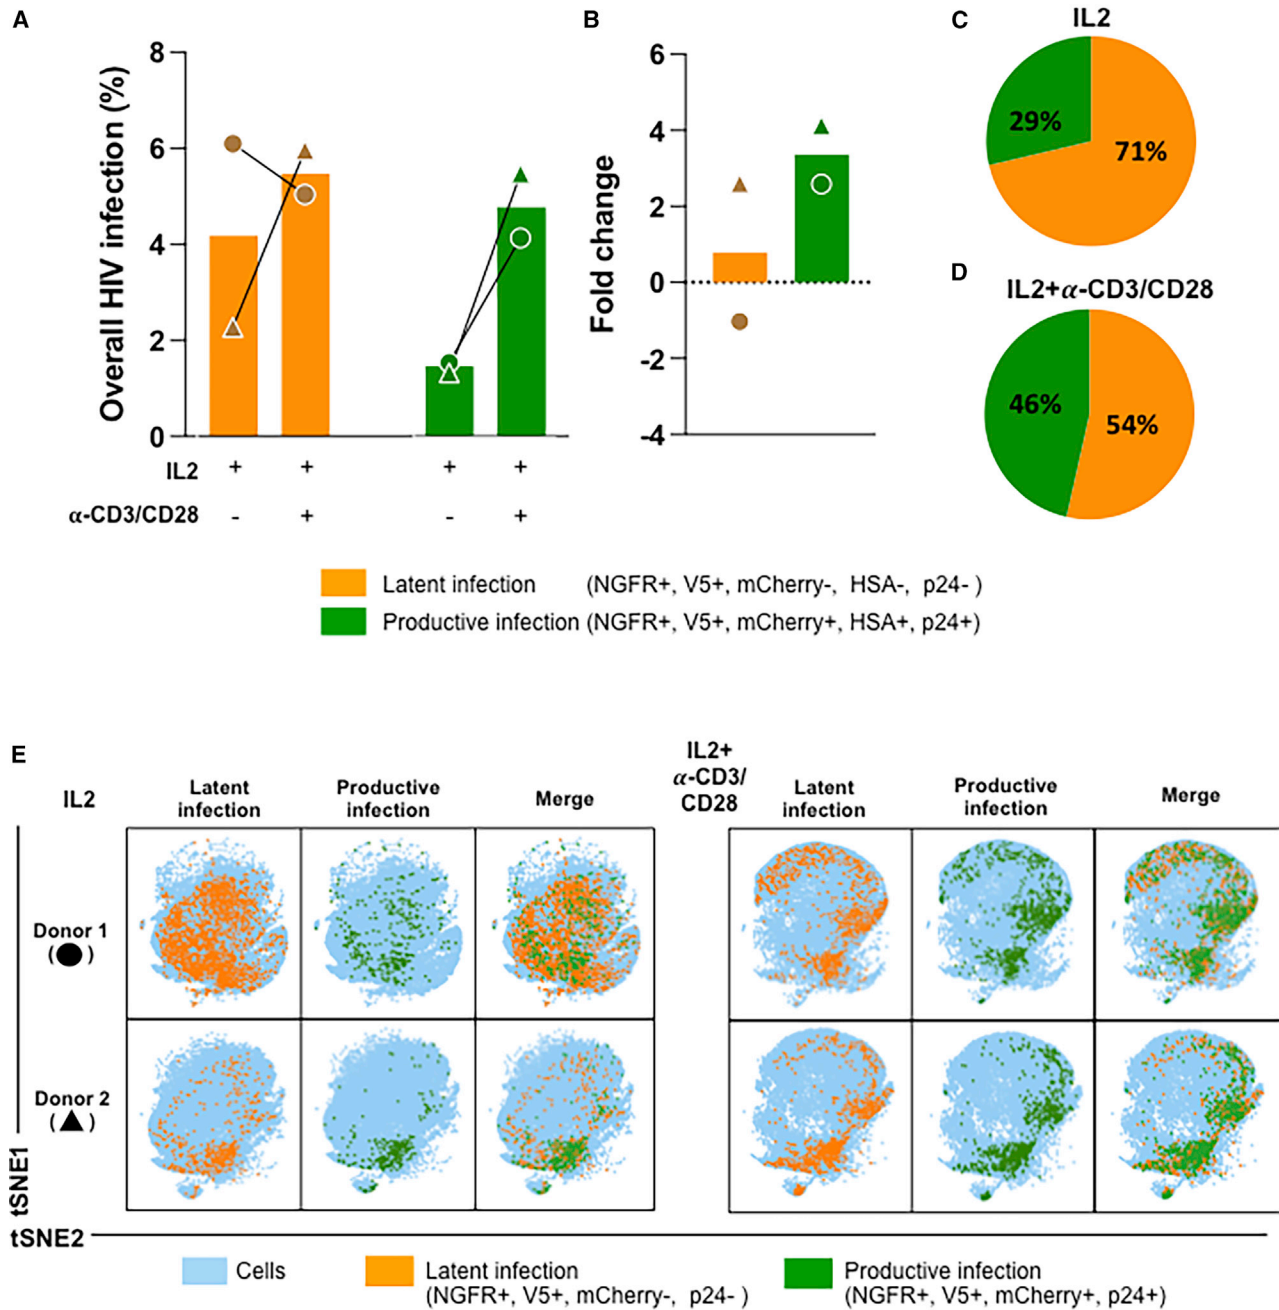 A
Overall HIV infection (%)
8
6
4
2
0
IL2 + + + +
α-CD3/CD28 - + - +
B
Fold change
6
4
2
0
-2
-4
C
IL2
29%
71%
D
IL2+α-CD3/CD28
46%
54%
Latent infection (NGFR+, V5+, mCherry-, HSA-, p24- )
Productive infection (NGFR+, V5+, mCherry+, HSA+, p24+)
E
IL2
Latent
infection
Productive
infection
Merge
IL2+
α-CD3/
CD28
Latent
infection
Productive
infection
Merge
Donor 1
( )
Donor 2
( )
tSNE1
tSNE2
Cells
Latent infection
(NGFR+, V5+, mCherry-, p24- )
Productive infection
(NGFR+, V5+, mCherry+, p24+)